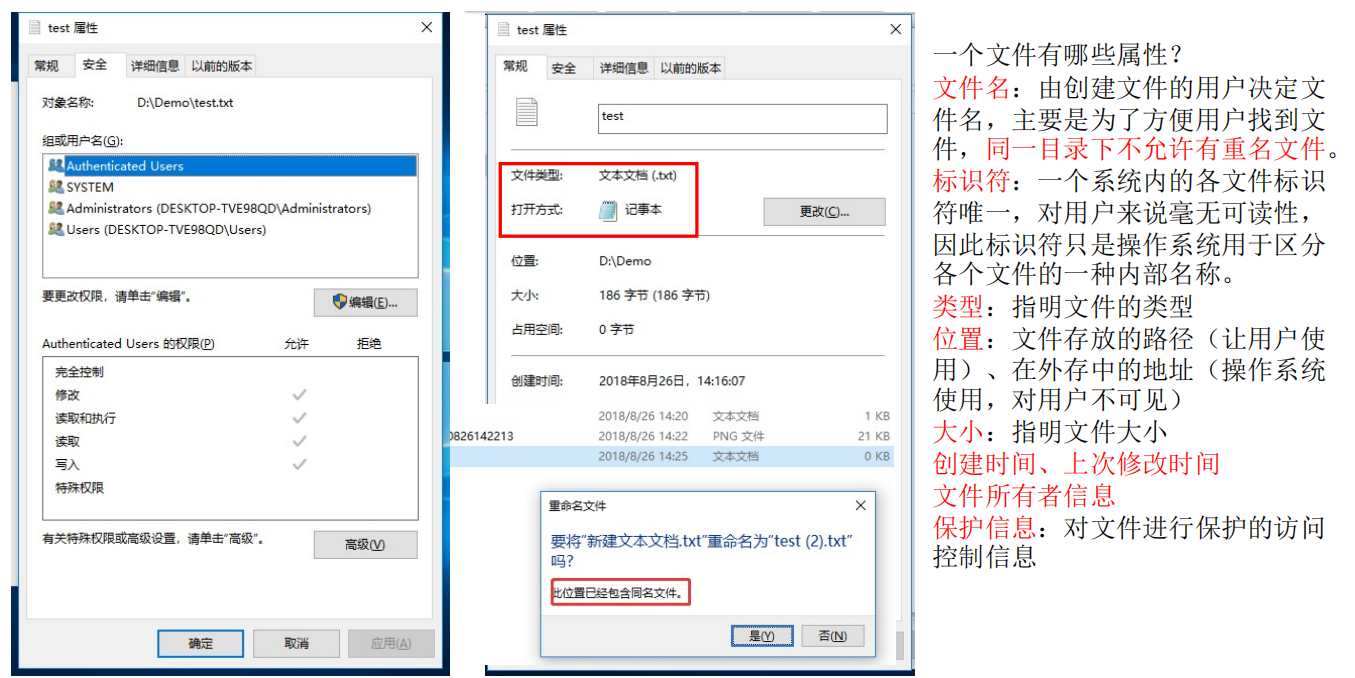 test 属性
常规
安全
详细信息
以前的版本
对象名称:
D:\Demo\test.txt
组或用户名(G):
Authenticated Users
SYSTEM
Administrators (DESKTOP-TVE98QD\Administrators)
Users (DESKTOP-TVE98QD\Users)
要更改权限，请单击"编辑"。
编辑(E)...
Authenticated Users 的权限(P)
允许
拒绝
完全控制
修改
读取和执行
读取
写入
特殊权限
有关特殊权限或高级设置，请单击"高级"。
高级(V)
确定
取消
应用(A)
test 属性
常规
安全
详细信息
以前的版本
test
文件类型:
文本文档 (.txt)
打开方式:
记事本
更改(C)...
位置:
D:\Demo
大小:
186 字节 (186 字节)
占用空间:
0 字节
创建时间:
2018年8月26日，14:16:07
2018/8/26 14:20 文本文档 1 KB
0826142213 2018/8/26 14:22 PNG 文件 21 KB
2018/8/26 14:25 文本文档 0 KB
重命名文件
要将"新建文本文档.txt"重命名为"test (2).txt"
吗?
此位置已经包含同名文件。
是(Y)
否(N)
一个文件有哪些属性？
文件名：由创建文件的用户决定文
件名，主要是为了方便用户找到文
件，同一目录下不允许有重名文件。
标识符：一个系统内的各文件标识
符唯一，对用户来说毫无可读性，
因此标识符只是操作系统用于区分
各个文件的一种内部名称。
类型：指明文件的类型
位置：文件存放的路径（让用户使
用）、在外存中的地址（操作系统
使用，对用户不可见）
大小：指明文件大小
创建时间、上次修改时间
文件所有者信息
保护信息：对文件进行保护的访问
控制信息